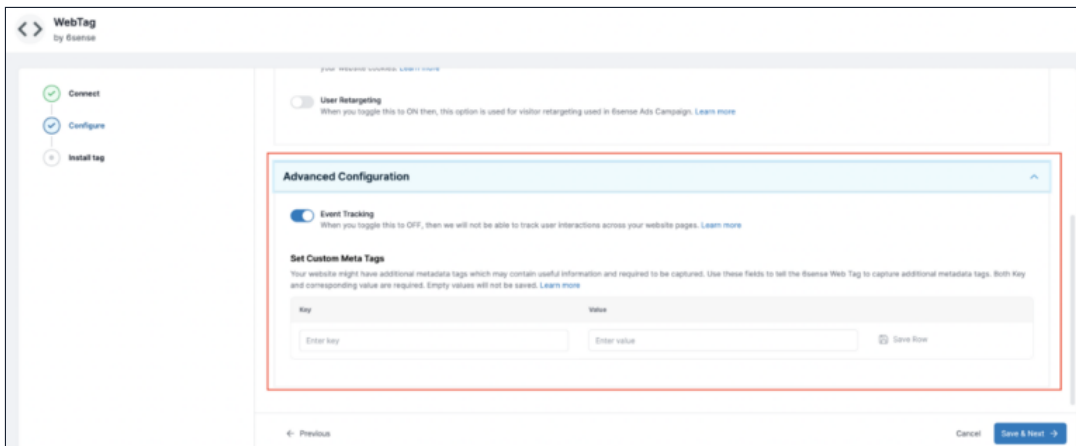 WebTag
by 6sense
Connect
Configure
Install tag
your website cookies. Learn more
User Retargeting
When you toggle this to ON then, this option is used for visitor retargeting used in 6sense Ads Campaign. Learn more
Advanced Configuration
Event Tracking
When you toggle this to OFF, then we will not be able to track user interactions across your website pages. Learn more
Set Custom Meta Tags
Your website might have additional metadata tags which may contain useful information and required to be captured. Use these fields to tell the 6sense Web Tag to capture additional metadata tags. Both Key
and corresponding value are required. Empty values will not be saved. Learn more
Key Value
Enter key Enter value Save Row
← Previous Cancel Save & Next →